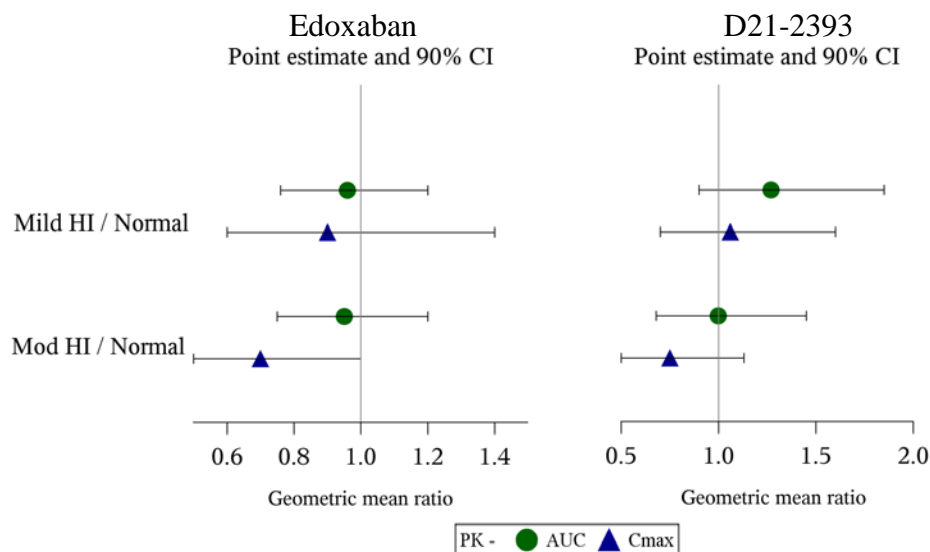 Edoxaban
Point estimate and 90% CI
D21-2393
Point estimate and 90% CI
Mild HI / Normal
Mod HI / Normal
0.6 0.8 1.0 1.2 1.4
Geometric mean ratio
0.5 1.0 1.5 2.0
Geometric mean ratio
PK - AUC Cmax